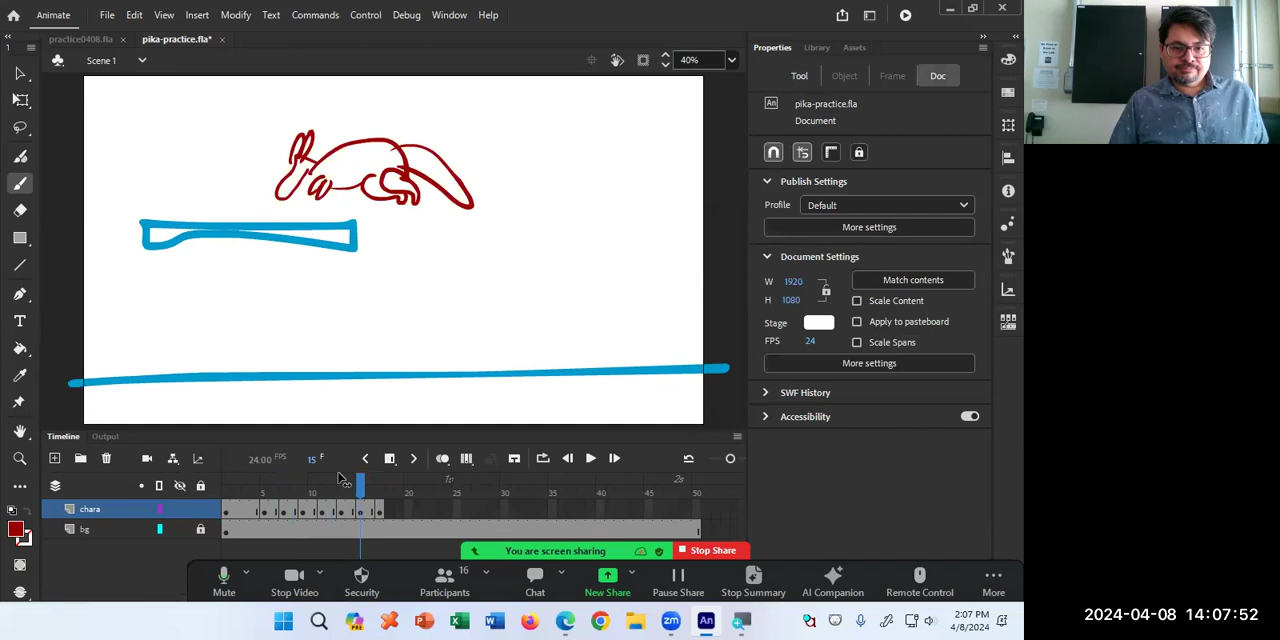 Animate
File
Edit
View
Insert
Modify
Text
Commands
Control
Debug
Window
Help
practice0408.fla
pika-practice.fla*
Scene 1
40%
Properties
Library
Assets
Tool
Object
Frame
Doc
pika-practice.fla
Document
Publish Settings
Profile
Default
More settings
Document Settings
W 1920
Match contents
H 1080
Scale Content
Stage
Apply to pasteboard
FPS 24
Scale Spans
More settings
SWF History
Accessibility
Timeline
Output
24.00 FPS
15 F
1s
2s
5
10
20
25
30
35
40
45
50
chara
bg
You are screen sharing
Stop Share
16
Mute
Stop Video
Security
Participants
Chat
New Share
Pause Share
Stop Summary
AI Companion
Remote Control
More
2:07 PM
4/8/2024
2024-04-08 14:07:52